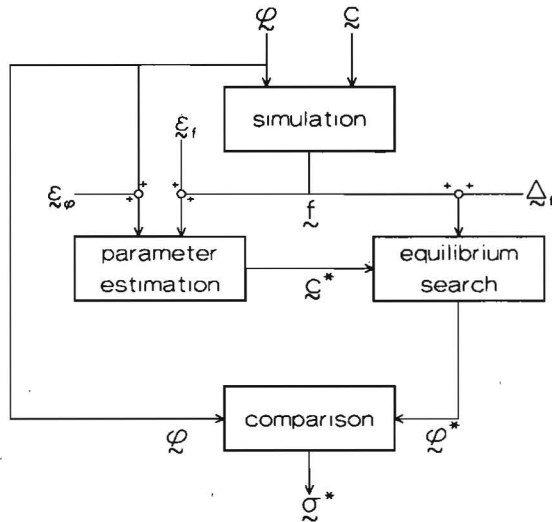 φ c
simulation
ε_f
ε_φ + + + + + + Δ_f
f
parameter
estimation
c*
equilibrium
search
comparison
φ φ*
σ*